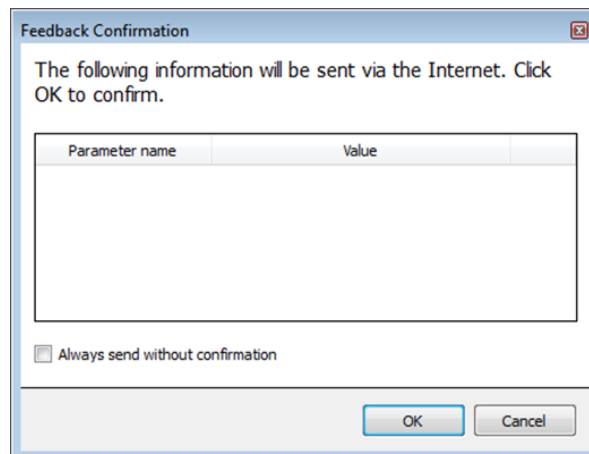 Feedback Confirmation
The following information will be sent via the Internet. Click
OK to confirm.
Parameter name Value
Always send without confirmation
OK Cancel